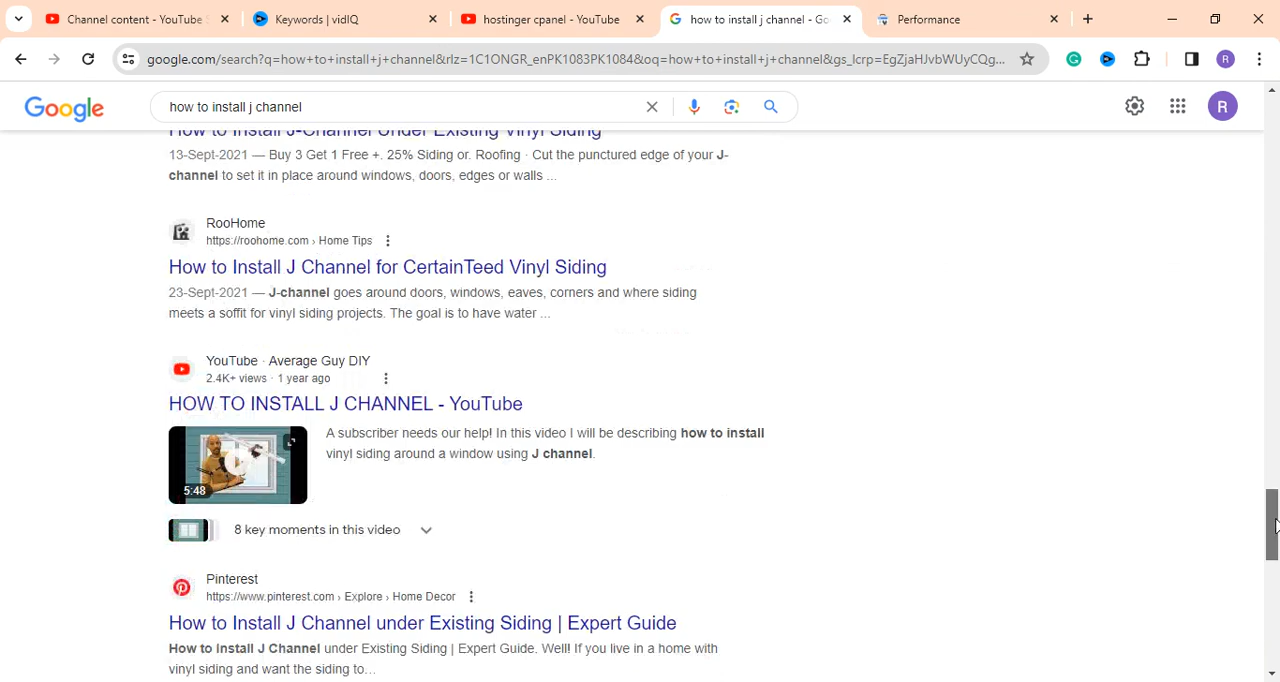 Channel content - YouTube S
Keywords | vidIQ
hostinger cpanel - YouTube
how to install j channel - Go
Performance
google.com/search?q=how+to+install+j+channel&rlz=1C1ONGR_enPK1083PK1084&oq=how+to+install+j+channel&gs_lcrp=EgZjaHJvbWUyCQg...
R
Google
how to install j channel
R
How to Install J-Channel Under Existing Vinyl Siding
13-Sept-2021 — Buy 3 Get 1 Free +. 25% Siding or. Roofing · Cut the punctured edge of your J-
channel to set it in place around windows, doors, edges or walls ...
RooHome
https://roohome.com › Home Tips
How to Install J Channel for CertainTeed Vinyl Siding
23-Sept-2021 — J-channel goes around doors, windows, eaves, corners and where siding
meets a soffit for vinyl siding projects. The goal is to have water ...
YouTube · Average Guy DIY
2.4K+ views · 1 year ago
HOW TO INSTALL J CHANNEL - YouTube
A subscriber needs our help! In this video I will be describing how to install
vinyl siding around a window using J channel.
5:48
8 key moments in this video
Pinterest
https://www.pinterest.com › Explore › Home Decor
How to Install J Channel under Existing Siding | Expert Guide
How to Install J Channel under Existing Siding | Expert Guide. Well! If you live in a home with
vinyl siding and want the siding to...